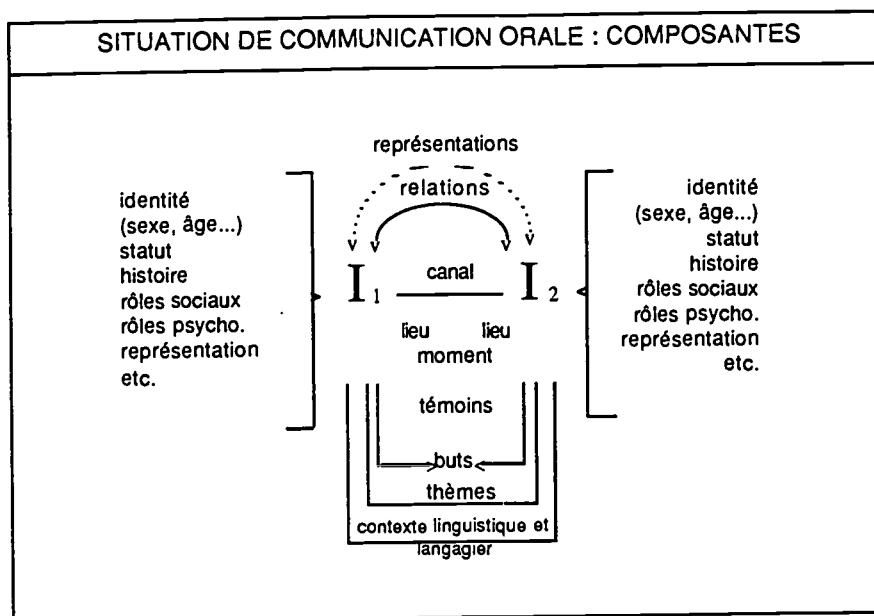 SITUATION DE COMMUNICATION ORALE : COMPOSANTES
représentations
relations
identité
(sexe, âge...)
statut
histoire
rôles sociaux
rôles psycho.
représentation
etc.
I 1 canal I 2
lieu lieu
moment
témoins
buts
thèmes
contexte linguistique et
langagier
identité
(sexe, âge...)
statut
histoire
rôles sociaux
rôles psycho.
représentation
etc.